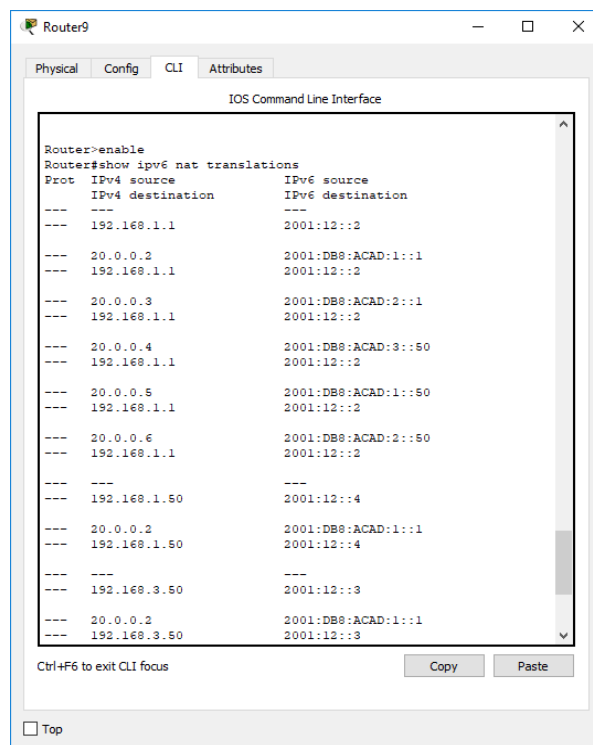 Router9
Physical Config CLI Attributes
IOS Command Line Interface
Router>enable
Router#show ipv6 nat translations
Prot IPv4 source IPv6 source
IPv4 destination IPv6 destination
--- --- ---
--- 192.168.1.1 2001:12::2
--- 20.0.0.2 2001:DB8:ACAD:1::1
--- 192.168.1.1 2001:12::2
--- 20.0.0.3 2001:DB8:ACAD:2::1
--- 192.168.1.1 2001:12::2
--- 20.0.0.4 2001:DB8:ACAD:3::50
--- 192.168.1.1 2001:12::2
--- 20.0.0.5 2001:DB8:ACAD:1::50
--- 192.168.1.1 2001:12::2
--- 20.0.0.6 2001:DB8:ACAD:2::50
--- 192.168.1.1 2001:12::2
--- --- ---
--- 192.168.1.50 2001:12::4
--- 20.0.0.2 2001:DB8:ACAD:1::1
--- 192.168.1.50 2001:12::4
--- --- ---
--- 192.168.3.50 2001:12::3
--- 20.0.0.2 2001:DB8:ACAD:1::1
--- 192.168.3.50 2001:12::3
Ctrl+F6 to exit CLI focus Copy Paste
Top